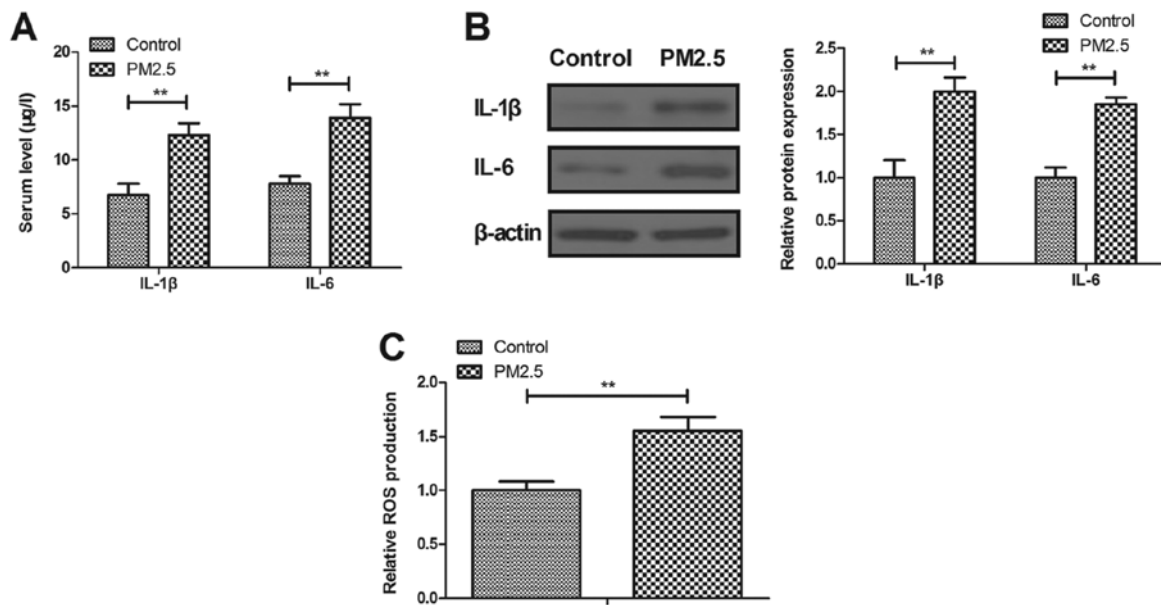 A
Control
PM2.5
Serum level (μg/l)
20
15
10
5
0
**
**
IL-1β
IL-6
B
Control PM2.5
IL-1β
IL-6
β-actin
Control
PM2.5
Relative protein expression
2.5
2.0
1.5
1.0
0.5
0.0
**
**
IL-1β
IL-6
C
Control
PM2.5
Relative ROS production
2.0
1.5
1.0
0.5
0.0
**